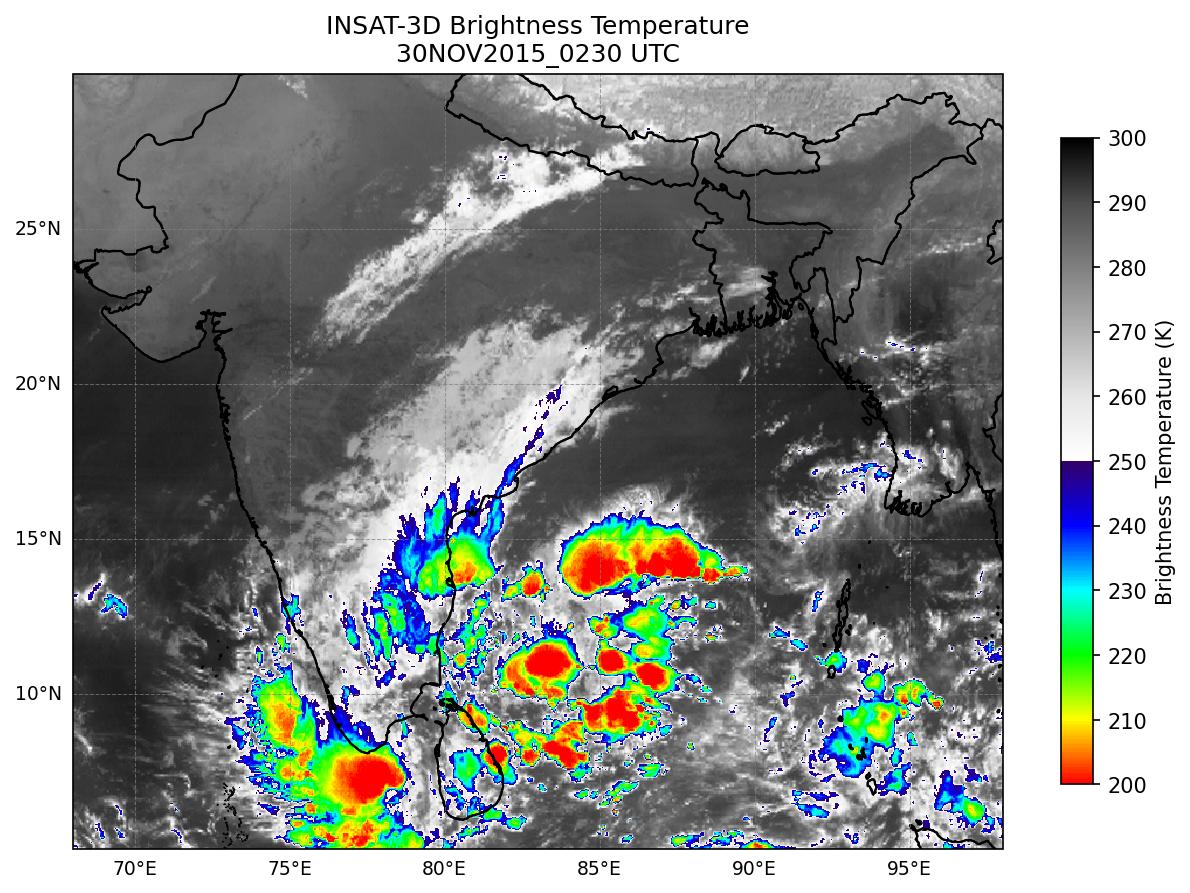 INSAT-3D Brightness Temperature
30NOV2015_0230 UTC
25°N
20°N
15°N
10°N
70°E
75°E
80°E
85°E
90°E
95°E
300
290
280
270
260
250
240
230
220
210
200
Brightness Temperature (K)